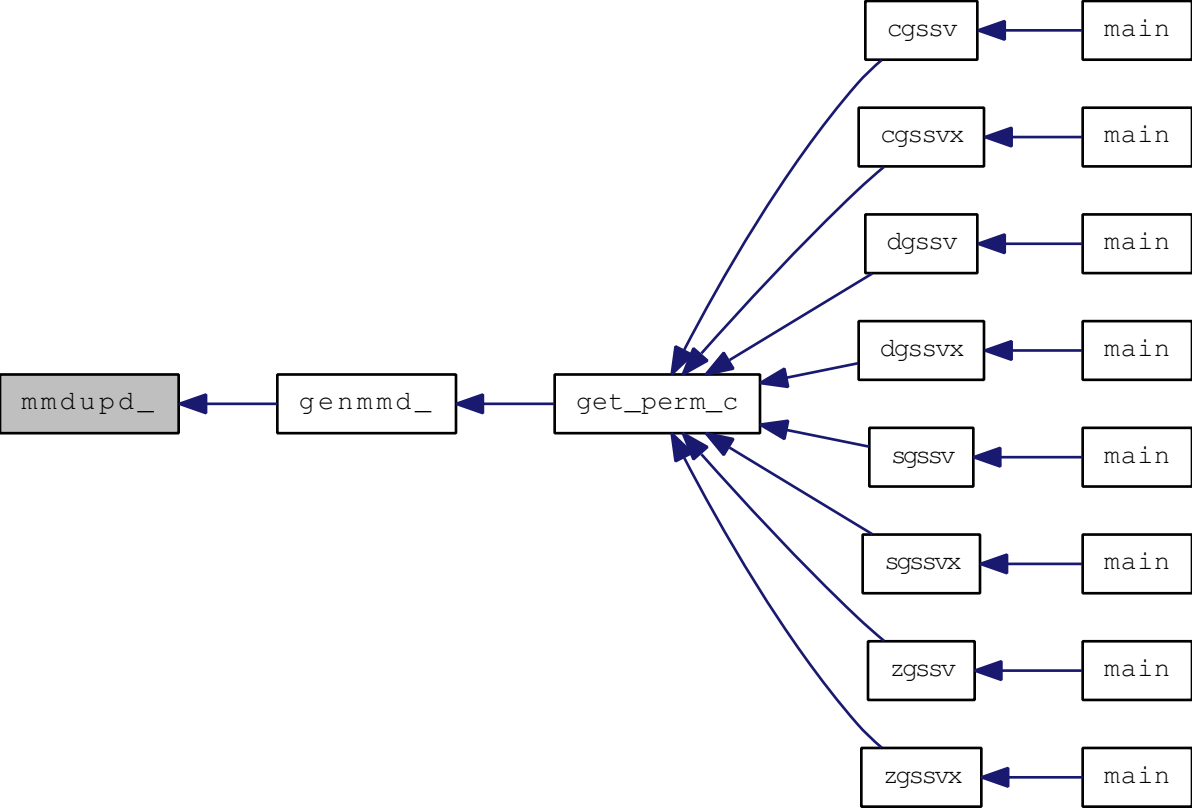 cgssv
main
cgssvx
main
dgssv
main
dgssvx
main
mmdupd_
genmmd_
get_perm_c
sgssv
main
sgssvx
main
zgssv
main
zgssvx
main